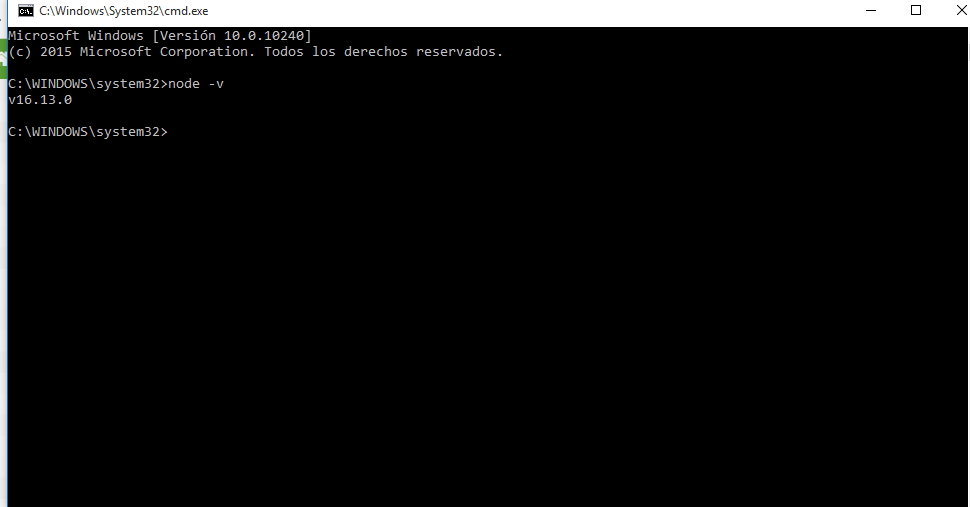 C:\Windows\System32\cmd.exe
Microsoft Windows [Versión 10.0.10240]
(c) 2015 Microsoft Corporation. Todos los derechos reservados.
C:\WINDOWS\system32>node -v
v16.13.0
C:\WINDOWS\system32>